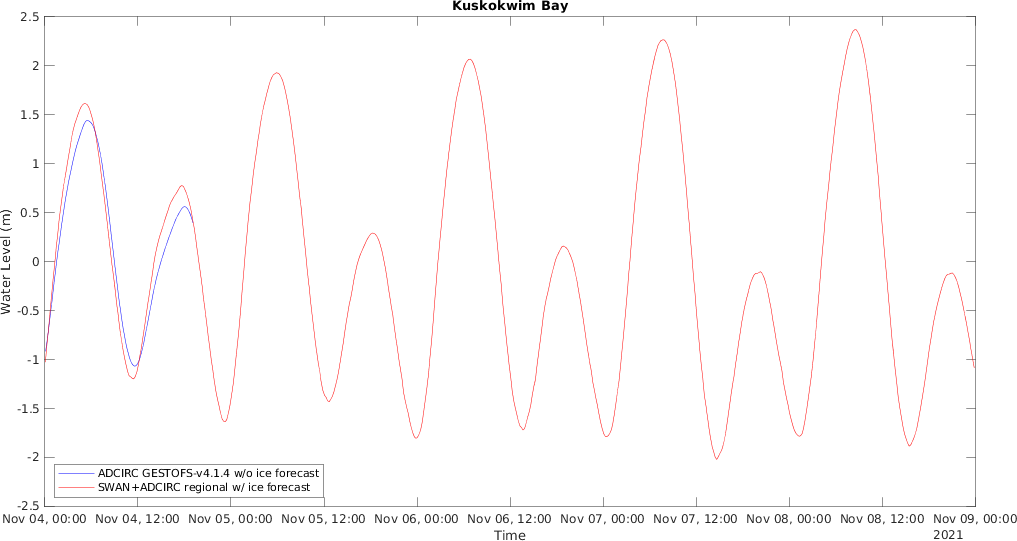 Kuskokwim Bay
2.5
2
1.5
1
0.5
0
-0.5
-1
-1.5
-2
-2.5
Water Level (m)
ADCIRC GESTOFS-v4.1.4 w/o ice forecast
SWAN+ADCIRC regional w/ ice forecast
Nov 04, 00:00 Nov 04, 12:00 Nov 05, 00:00 Nov 05, 12:00 Nov 06, 00:00 Nov 06, 12:00 Nov 07, 00:00 Nov 07, 12:00 Nov 08, 00:00 Nov 08, 12:00 Nov 09, 00:00
Time
2021